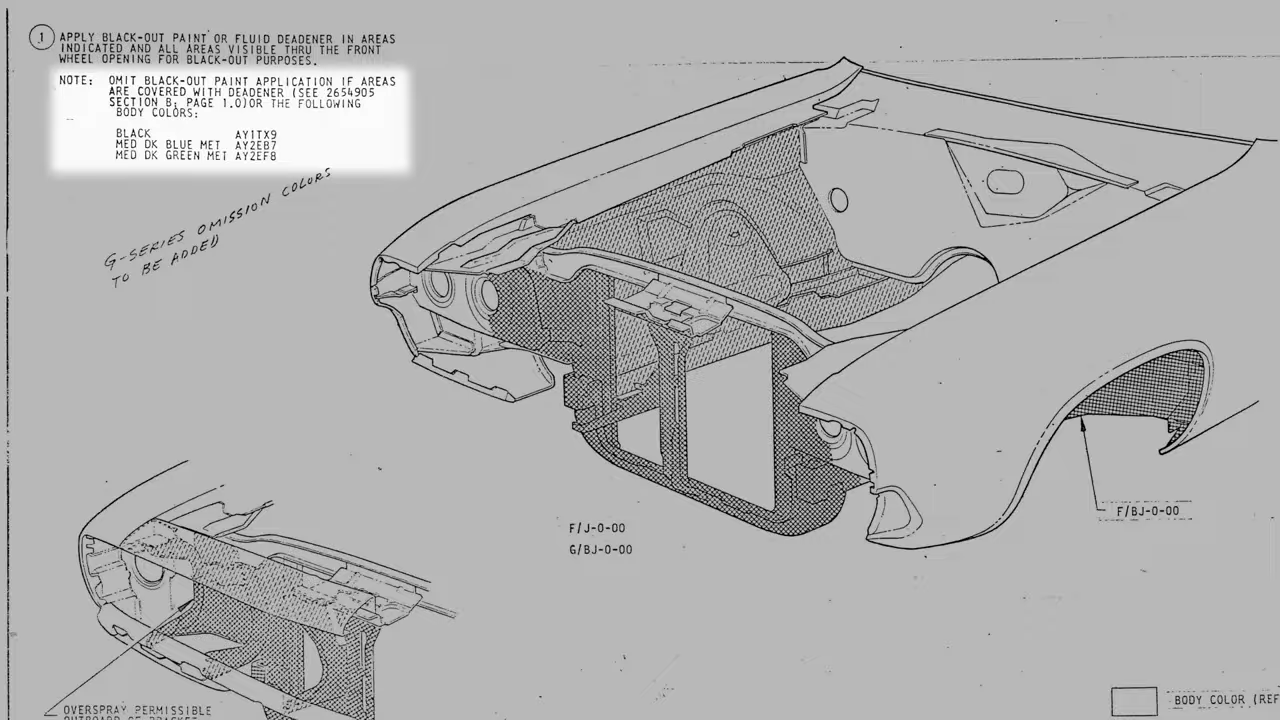 1 APPLY BLACK-OUT PAINT OR FLUID DEADENER IN AREAS
INDICATED AND ALL AREAS VISIBLE THRU THE FRONT
WHEEL OPENING FOR BLACK-OUT PURPOSES.
NOTE: OMIT BLACK-OUT PAINT APPLICATION IF AREAS
ARE COVERED WITH DEADENER (SEE 2654905
SECTION B; PAGE 1.0)OR THE FOLLOWING
BODY COLORS:
BLACK AY1TX9
MED DK BLUE MET AY2EB7
MED DK GREEN MET AY2EF8
G-SERIES OMISSION COLORS
TO BE ADDED
F/J-0-00
G/BJ-0-00
F/BJ-0-00
OVERSPRAY PERMISSIBLE
OUTBOARD OF BRACKET
BODY COLOR (REF